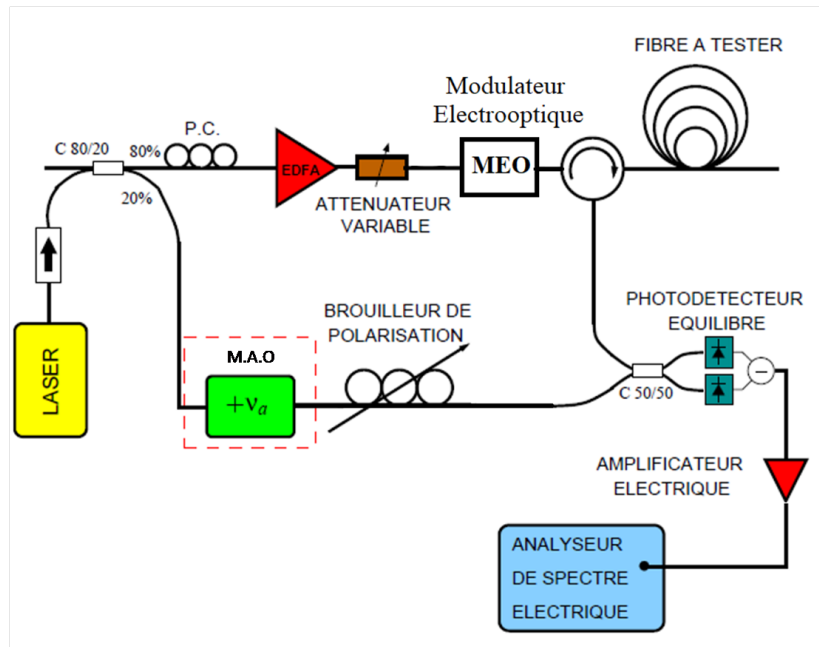 FIBRE A TESTER
Modulateur
Electrooptique
P.C.
C 80/20
80%
EDFA
MEO
20%
ATTENUATEUR
VARIABLE
LASER
M.A.O
+νa
BROUILLEUR DE
POLARISATION
PHOTODETECTEUR
EQUILIBRE
−
C 50/50
AMPLIFICATEUR
ELECTRIQUE
ANALYSEUR
DE SPECTRE
ELECTRIQUE